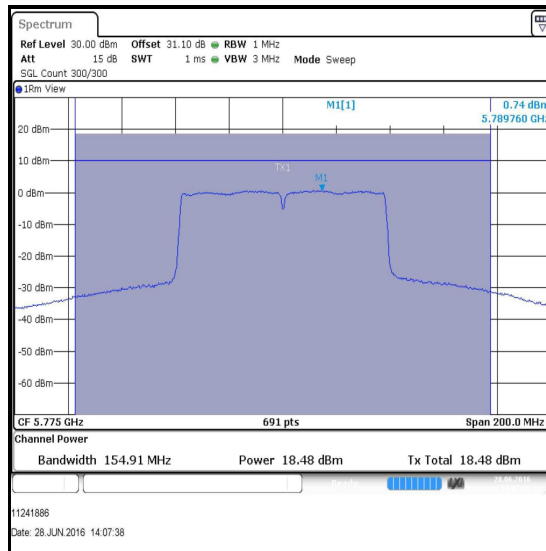 Spectrum
Ref Level 30.00 dBm Offset 31.10 dB RBW 1 MHz
Att 15 dB SWT 1 ms VBW 3 MHz Mode Sweep
SGL Count 300/300
1Rm View
M1[1] 0.74 dBm
5.789760 GHz
20 dBm
10 dBm
TX1
M1
0 dBm
-10 dBm
-20 dBm
-30 dBm
-40 dBm
-50 dBm
-60 dBm
CF 5.775 GHz 691 pts Span 200.0 MHz
Channel Power
Bandwidth 154.91 MHz Power 18.48 dBm Tx Total 18.48 dBm
Ready 28.06.2016
11241886
Date: 28.JUN.2016 14:07:38